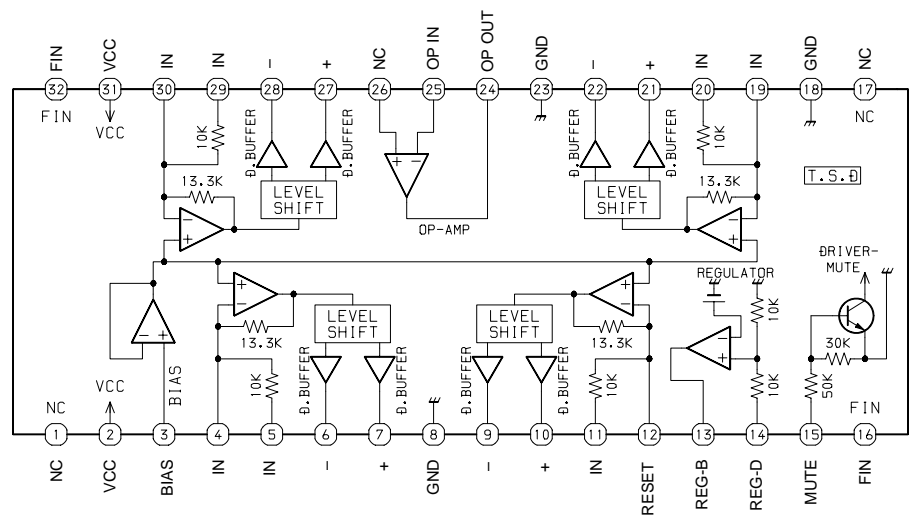 FIN VCC IN IN − + NC OP IN OP OUT GND − + IN IN GND NC
32 31 30 29 28 27 26 25 24 23 22 21 20 19 18 17
FIN VCC NC
10K D.BUFFER D.BUFFER D.BUFFER D.BUFFER 10K
13.3K LEVEL SHIFT + − LEVEL SHIFT 13.3K T.S.D
− + OP-AMP − +
DRIVER-MUTE
REGULATOR
+ − + −
LEVEL SHIFT LEVEL SHIFT 10K
13.3K 13.3K − + 30K
− +
BIAS 10K D.BUFFER D.BUFFER D.BUFFER D.BUFFER 10K 10K 50K
NC VCC FIN
1 2 3 4 5 6 7 8 9 10 11 12 13 14 15 16
NC VCC BIAS IN IN − + GND − + IN RESET REG-B REG-D MUTE FIN